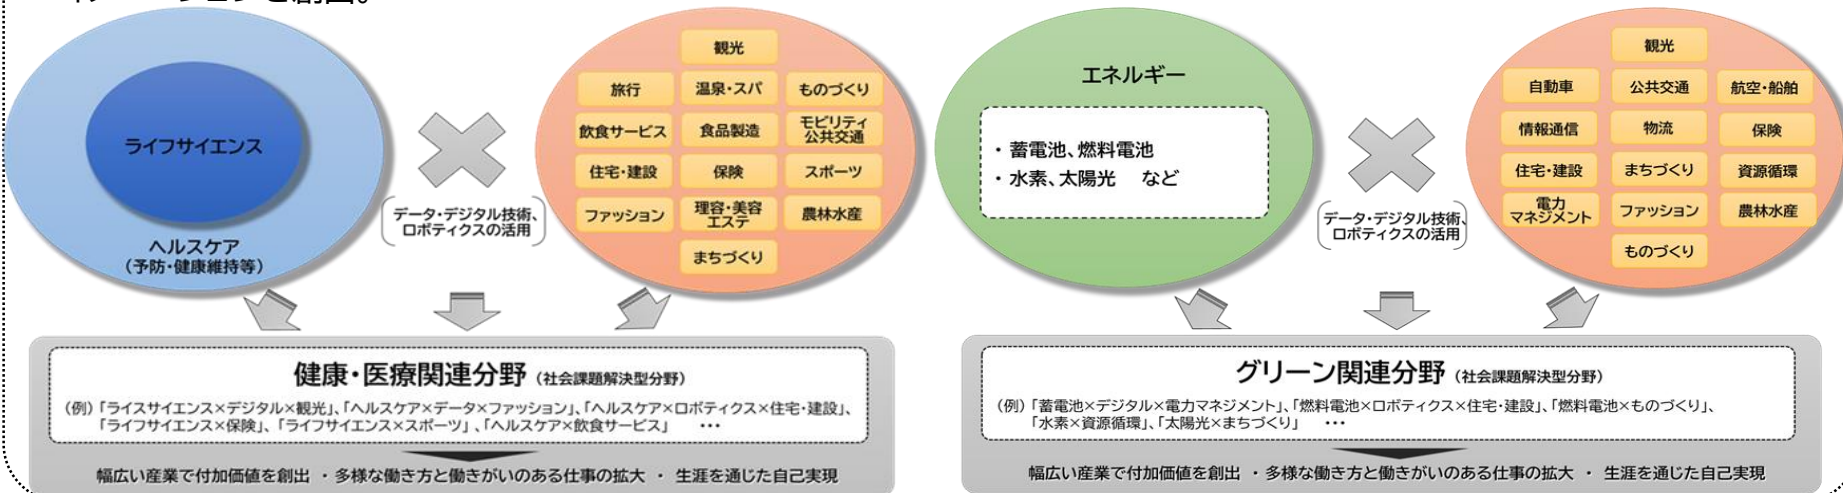 ライフサイエンス
ヘルスケア
(予防・健康維持等)
データ・デジタル技術、
ロボティクスの活用
観光
旅行
温泉・スパ
ものづくり
飲食サービス
食品製造
モビリティ
公共交通
住宅・建設
保険
スポーツ
ファッション
理容・美容
エステ
農林水産
まちづくり
健康・医療関連分野 (社会課題解決型分野)
(例)「ライスサイエンス×デジタル×観光」、「ヘルスケア×データ×ファッション」、「ヘルスケア×ロボティクス×住宅・建設」、
「ライフサイエンス×保険」、「ライフサイエンス×スポーツ」、「ヘルスケア×飲食サービス」 ・・・
幅広い産業で付加価値を創出 ・多様な働き方と働きがいのある仕事の拡大 ・ 生涯を通じた自己実現
エネルギー
・蓄電池、燃料電池
・水素、太陽光 など
データ・デジタル技術、
ロボティクスの活用
観光
自動車
公共交通
航空・船舶
情報通信
物流
保険
住宅・建設
まちづくり
資源循環
電力
マネジメント
ファッション
農林水産
ものづくり
グリーン関連分野 (社会課題解決型分野)
(例)「蓄電池×デジタル×電力マネジメント」、「燃料電池×ロボティクス×住宅・建設」、「燃料電池×ものづくり」、
「水素×資源循環」、「太陽光×まちづくり」 ・・・
幅広い産業で付加価値を創出 ・多様な働き方と働きがいのある仕事の拡大 ・ 生涯を通じた自己実現